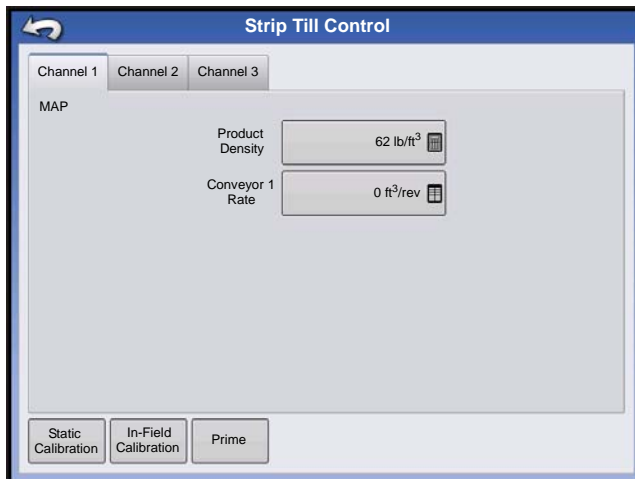 Strip Till Control
Channel 1 Channel 2 Channel 3
MAP
Product
Density
62 lb/ft³
Conveyor 1
Rate
0 ft³/rev
Static
Calibration
In-Field
Calibration
Prime